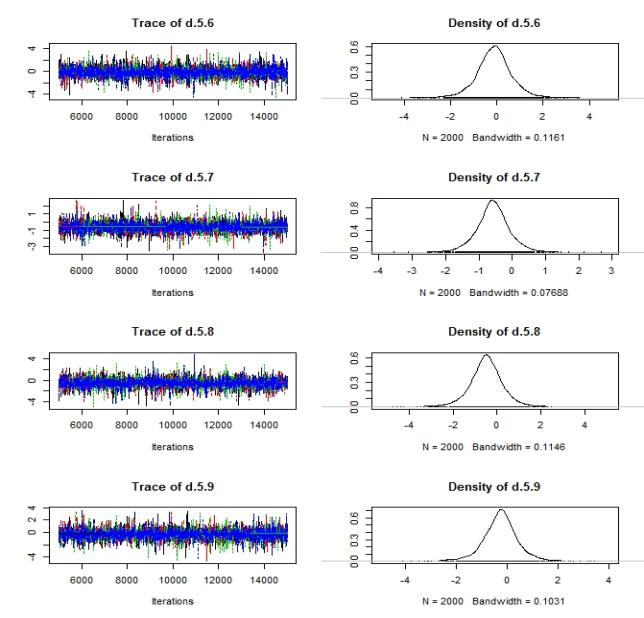 Trace of d.5.6
Density of d.5.6
4
0
-4
6000 8000 10000 12000 14000
Iterations
0.6
0.3
0.0
-4 -2 0 2 4
N = 2000 Bandwidth = 0.1161
Trace of d.5.7
Density of d.5.7
1
-1
-3
6000 8000 10000 12000 14000
Iterations
0.8
0.4
0.0
-4 -3 -2 -1 0 1 2 3
N = 2000 Bandwidth = 0.07688
Trace of d.5.8
Density of d.5.8
4
0
-4
6000 8000 10000 12000 14000
Iterations
0.6
0.3
0.0
-4 -2 0 2 4
N = 2000 Bandwidth = 0.1146
Trace of d.5.9
Density of d.5.9
4
2
0
-4
6000 8000 10000 12000 14000
Iterations
0.6
0.3
0.0
-4 -2 0 2 4
N = 2000 Bandwidth = 0.1031